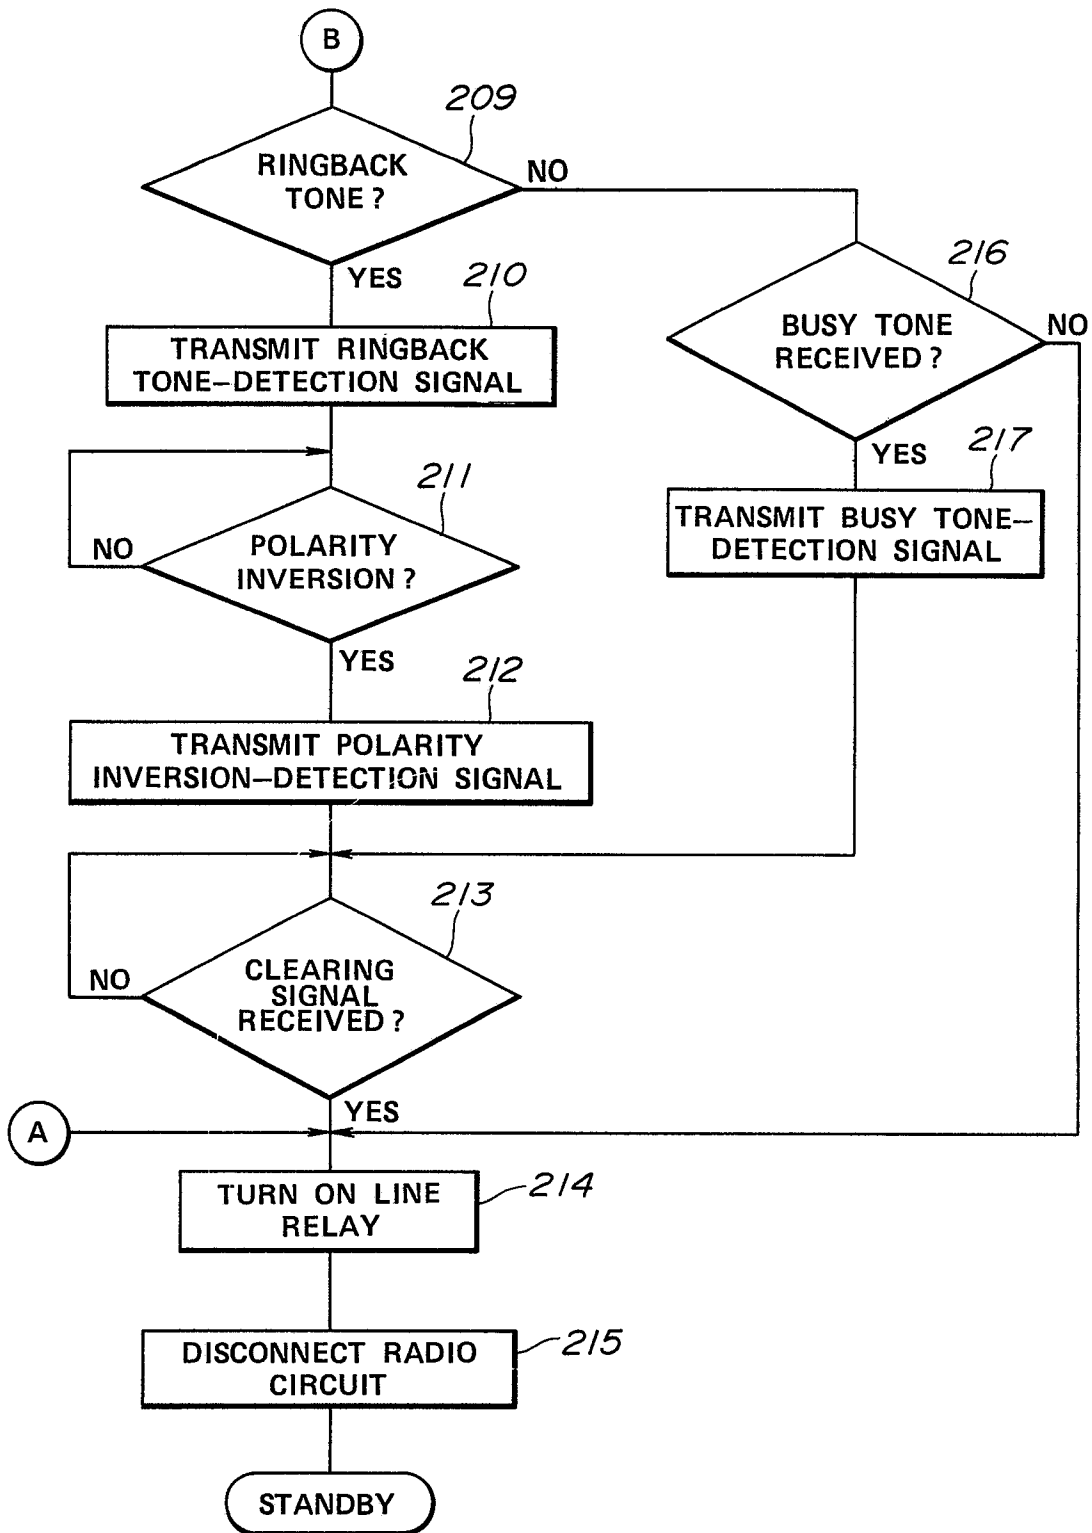 B
209
RINGBACK
TONE?
NO
YES
210
TRANSMIT RINGBACK
TONE–DETECTION SIGNAL
216
BUSY TONE
RECEIVED?
NO
YES
217
TRANSMIT BUSY TONE–
DETECTION SIGNAL
211
POLARITY
INVERSION?
NO
YES
212
TRANSMIT POLARITY
INVERSION–DETECTION SIGNAL
213
CLEARING
SIGNAL
RECEIVED?
NO
YES
A
214
TURN ON LINE
RELAY
215
DISCONNECT RADIO
CIRCUIT
STANDBY